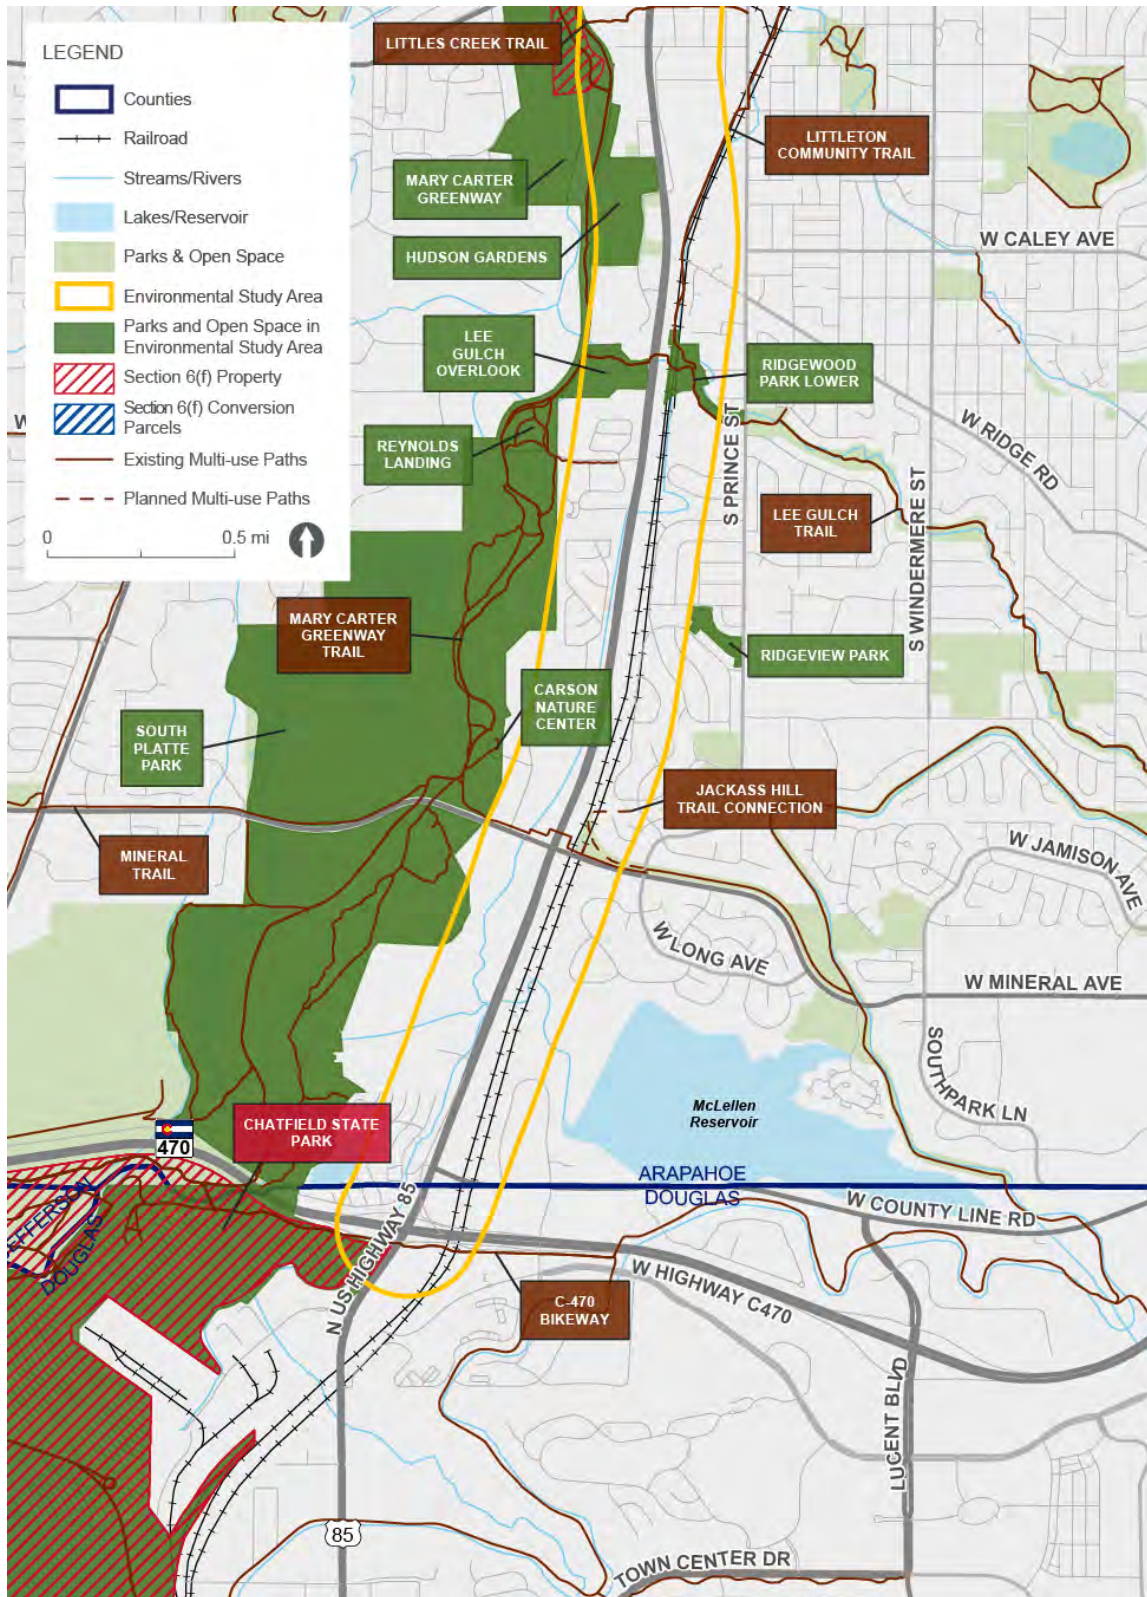 LEGEND
Counties
Railroad
Streams/Rivers
Lakes/Reservoir
Parks & Open Space
Environmental Study Area
Parks and Open Space in
Environmental Study Area
Section 6(f) Property
Section 6(f) Conversion
Parcels
Existing Multi-use Paths
Planned Multi-use Paths
0
0.5 mi
W
LITTLES CREEK TRAIL
LITTLETON
COMMUNITY TRAIL
MARY CARTER
GREENWAY
HUDSON GARDENS
W CALEY AVE
LEE
GULCH
OVERLOOK
RIDGEWOOD
PARK LOWER
S PRINCE ST
W RIDGE RD
REYNOLDS
LANDING
S WINDERMERE ST
LEE GULCH
TRAIL
MARY CARTER
GREENWAY
TRAIL
RIDGEVIEW PARK
CARSON
NATURE
CENTER
SOUTH
PLATTE
PARK
JACKASS HILL
TRAIL CONNECTION
MINERAL
TRAIL
W JAMISON AVE
W LONG AVE
W MINERAL AVE
SOUTHPARK LN
McLellen
Reservoir
CHATFIELD STATE
PARK
470
ARAPAHOE
DOUGLAS
JEFFERSON
DOUGLAS
W COUNTY LINE RD
N US HIGHWAY 85
W HIGHWAY C470
C-470
BIKEWAY
LUCENT BLVD
85
TOWN CENTER DR